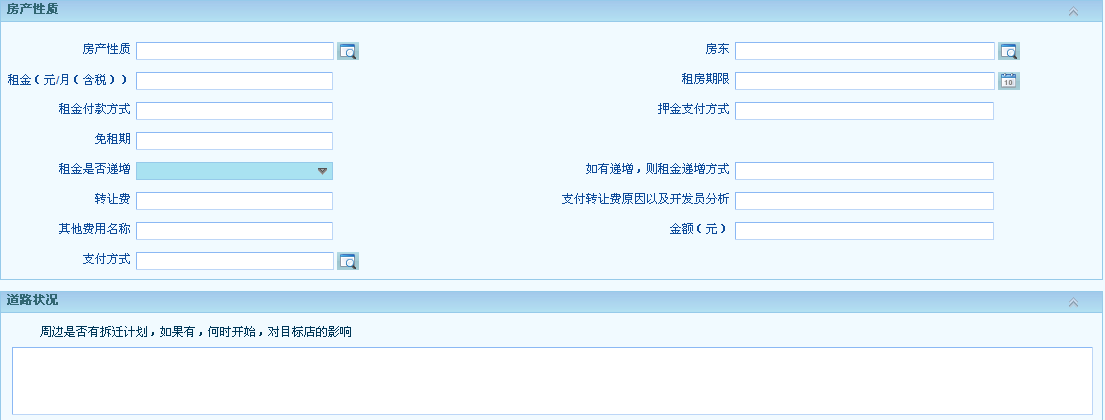 房产性质
房产性质
房东
租金（元/月（含税））
租房期限
10
租金付款方式
押金支付方式
免租期
租金是否递增
如有递增，则租金递增方式
转让费
支付转让费原因以及开发员分析
其他费用名称
金额（元）
支付方式
道路状况
周边是否有拆迁计划，如果有，何时开始，对目标店的影响